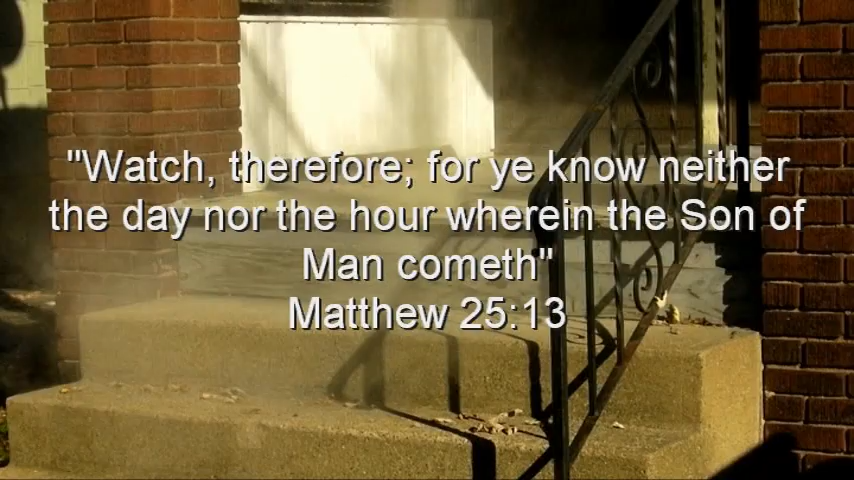 "Watch, therefore; for ye know neither
the day nor the hour wherein the Son of
Man cometh"
Matthew 25:13